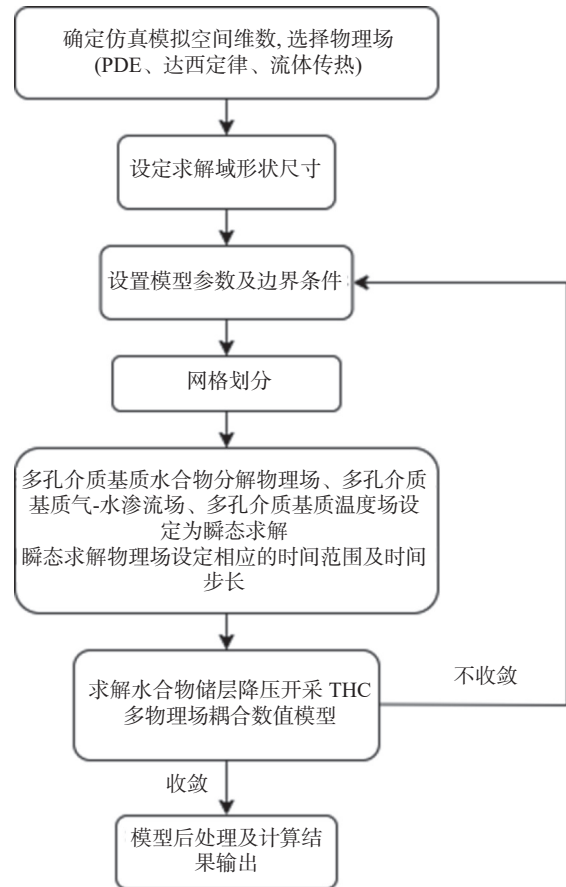 确定仿真模拟空间维数, 选择物理场
(PDE、达西定律、流体传热)
设定求解域形状尺寸
设置模型参数及边界条件
网格划分
多孔介质基质水合物分解物理场、多孔介质
基质气-水渗流场、多孔介质基质温度场设
定为瞬态求解
瞬态求解物理场设定相应的时间范围及时间
步长
求解水合物储层降压开采 THC
多物理场耦合数值模型
不收敛
收敛
模型后处理及计算结
果输出